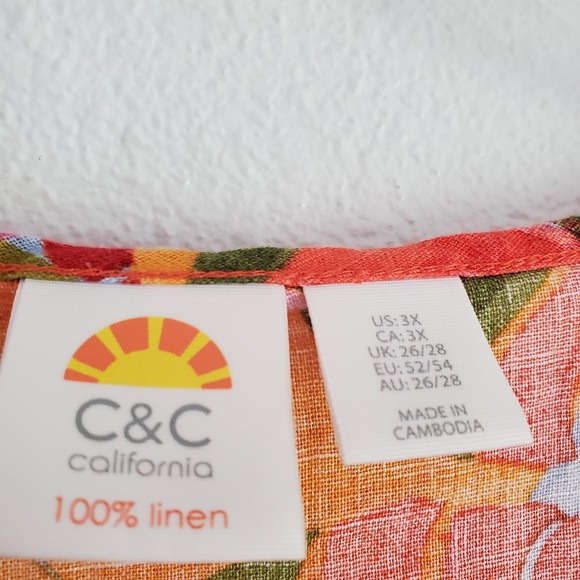 C&C
california
100% linen
US: 3X
CA: 3X
UK: 26/28
EU: 52/54
AU: 26/28
MADE IN
CAMBODIA